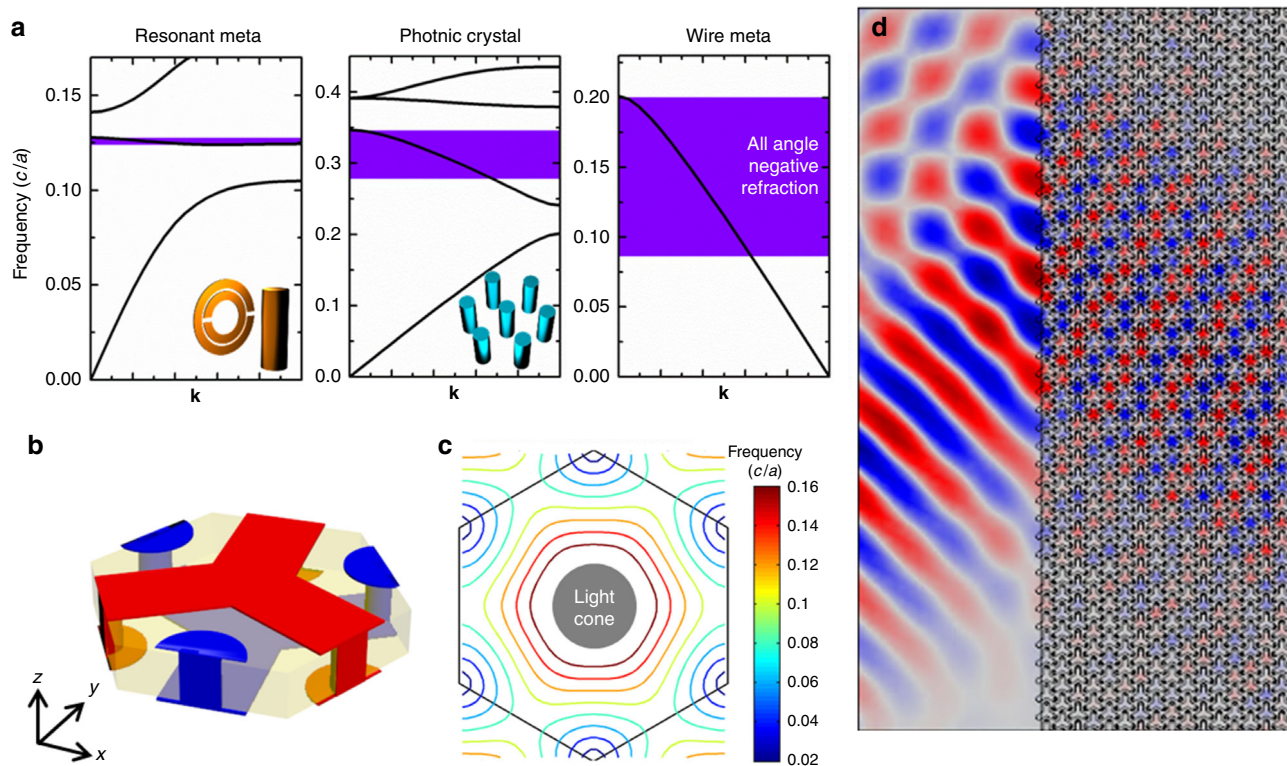 a
Resonant meta
Photnic crystal
Wire meta
d
Frequency (c/a)
0.15
0.10
0.05
0.00
k
0.4
0.3
0.2
0.1
0.0
k
0.20
0.15
0.10
0.05
0.00
k
All angle
negative
refraction
b
z
y
x
c
Light
cone
Frequency
(c/a)
0.16
0.14
0.12
0.1
0.08
0.06
0.04
0.02